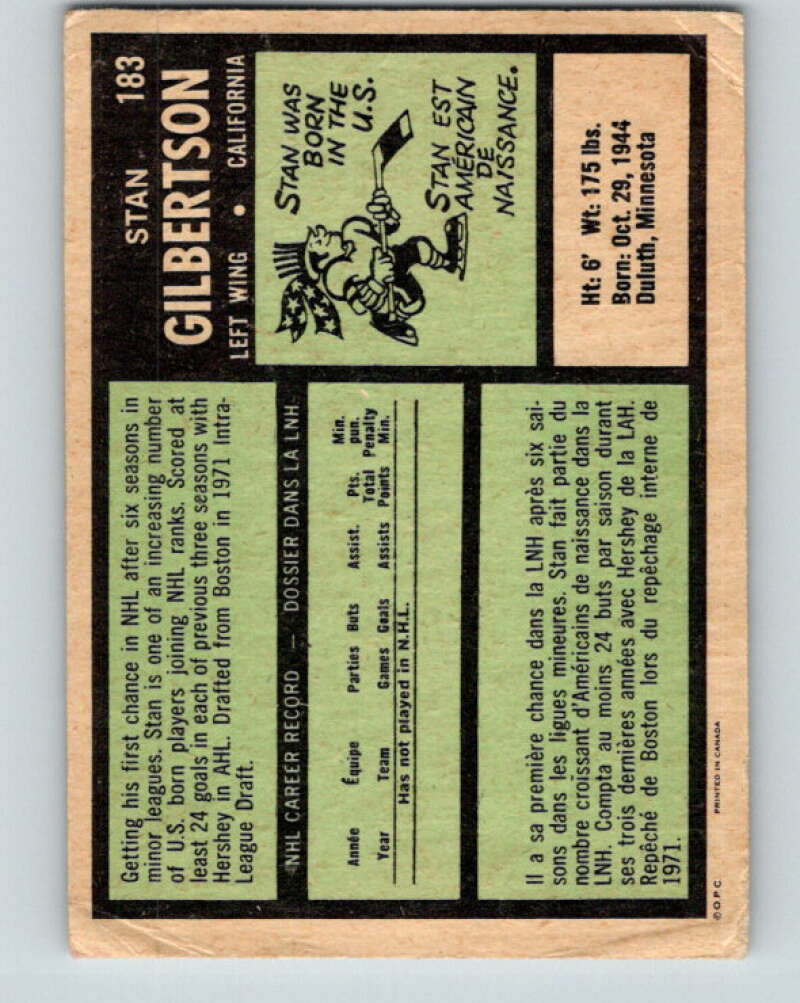 STAN 183
GILBERTSON
LEFT WING • CALIFORNIA
Getting his first chance in NHL after six seasons in
minor leagues. Stan is one of an increasing number
of U.S. born players joining NHL ranks. Scored at
least 24 goals in each of previous three seasons with
Hershey in AHL. Drafted from Boston in 1971 Intra-
League Draft.
STAN WAS
BORN
IN THE
U.S.
STAN EST
AMÉRICAIN
DE
NAISSANCE.
NHL CAREER RECORD — DOSSIER DANS LA LNH
Année Équipe Parties Buts Assist. Pts. Min. pun.
Year Team Games Goals Assists Total Points Penalty Min.
Has not played in N.H.L.
Ht: 6' Wt: 175 lbs.
Born: Oct. 29, 1944
Duluth, Minnesota
Il a sa première chance dans la LNH après six sai-
sons dans les ligues mineures. Stan fait partie du
nombre croissant d'Américains de naissance dans la
LNH. Compta au moins 24 buts par saison durant
ses trois dernières années avec Hershey de la LAH.
Repêché de Boston lors du repêchage interne de
1971.
© O.P.C. PRINTED IN CANADA